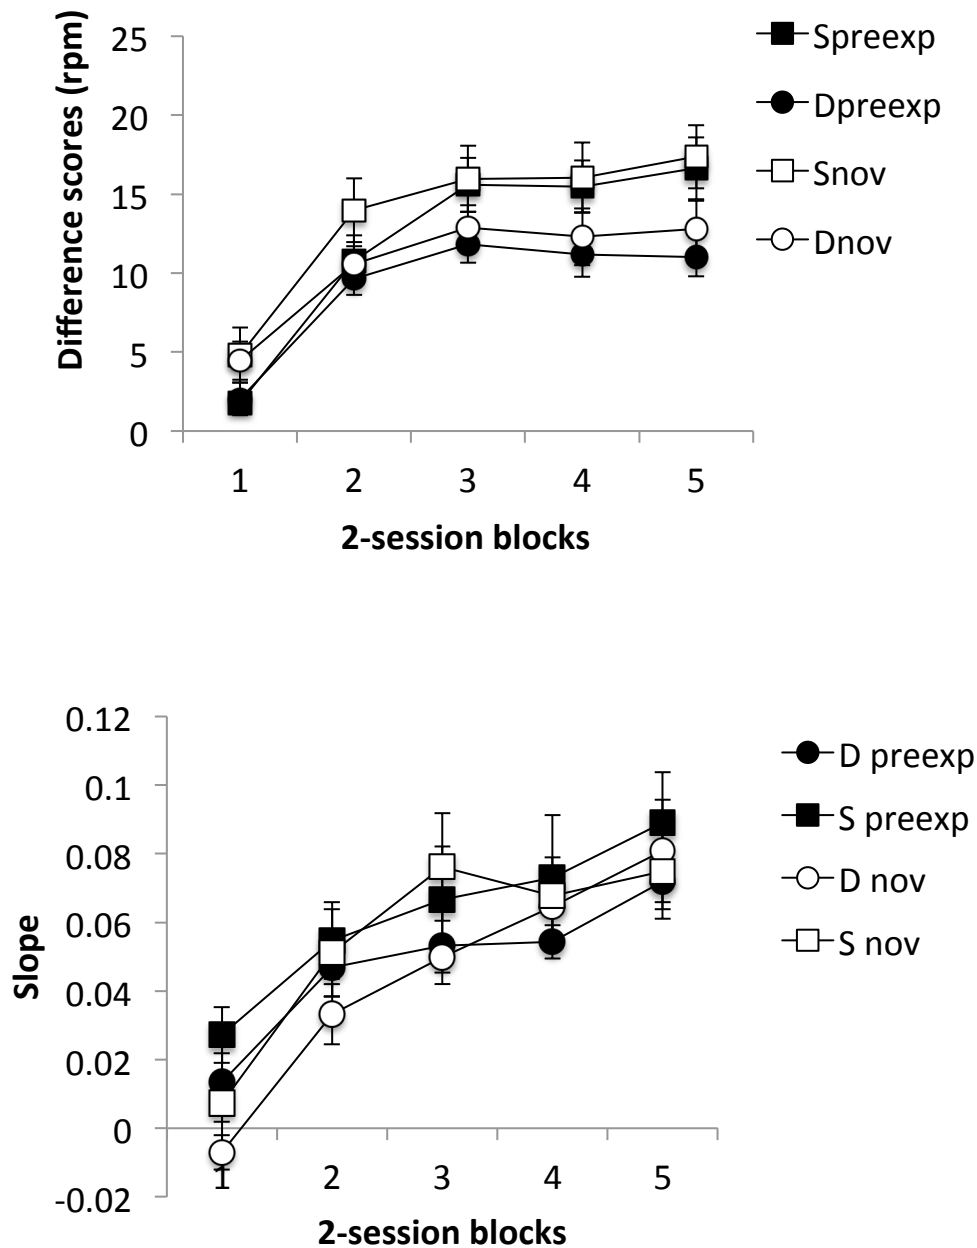 Difference scores (rpm)
25
20
15
10
5
0
1 2 3 4 5
2-session blocks
Spreexp
Dpreexp
Snov
Dnov
Slope
0.12
0.1
0.08
0.06
0.04
0.02
0
-0.02
1 2 3 4 5
2-session blocks
D preexp
S preexp
D nov
S nov